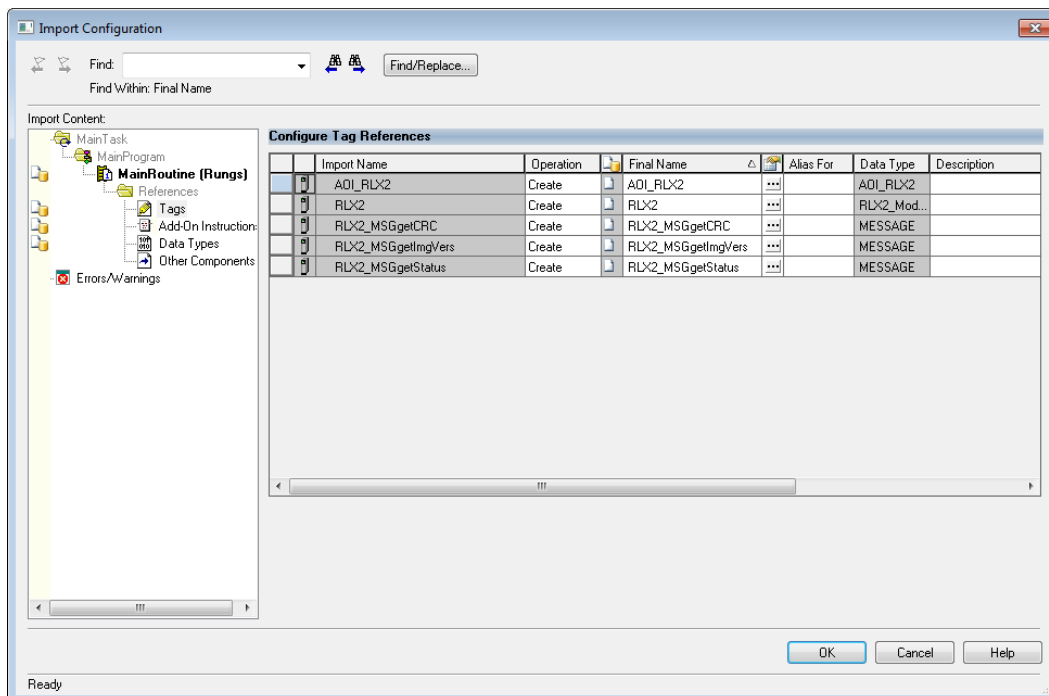 Import Configuration
Find:
Find/Replace...
Find Within: Final Name
Import Content:
MainTask
MainProgram
MainRoutine (Rungs)
References
Tags
Add-On Instruction
Data Types
Other Components
Errors/Warnings
Configure Tag References
Import Name Operation Final Name Alias For Data Type Description
AOI_RLX2 Create AOI_RLX2 ... AOI_RLX2
RLX2 Create RLX2 ... RLX2_Mod...
RLX2_MSGgetCRC Create RLX2_MSGgetCRC ... MESSAGE
RLX2_MSGgetImgVers Create RLX2_MSGgetImgVers ... MESSAGE
RLX2_MSGgetStatus Create RLX2_MSGgetStatus ... MESSAGE
OK Cancel Help
Ready